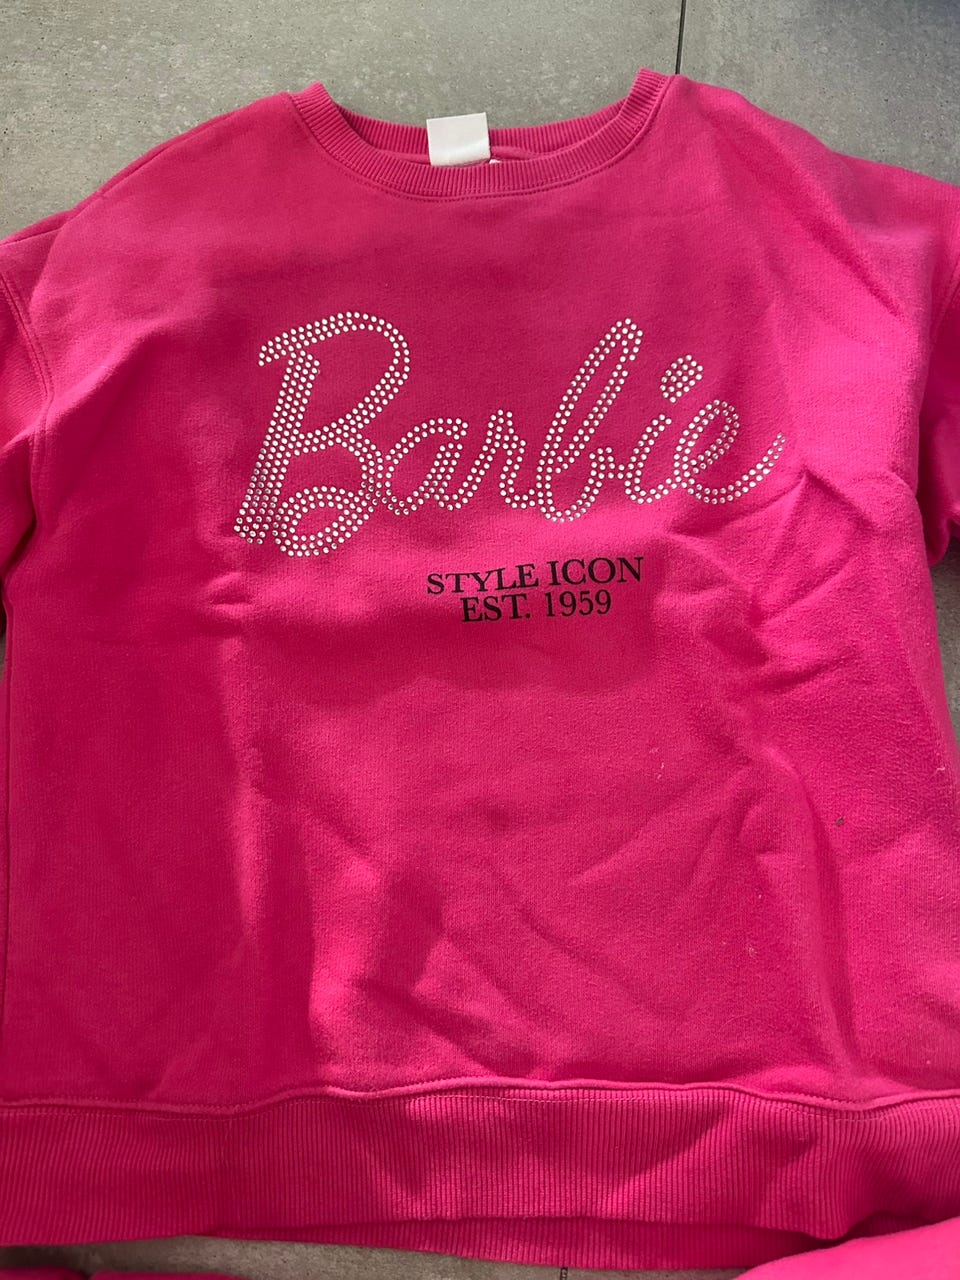 Barbie
STYLE ICON
EST. 1959